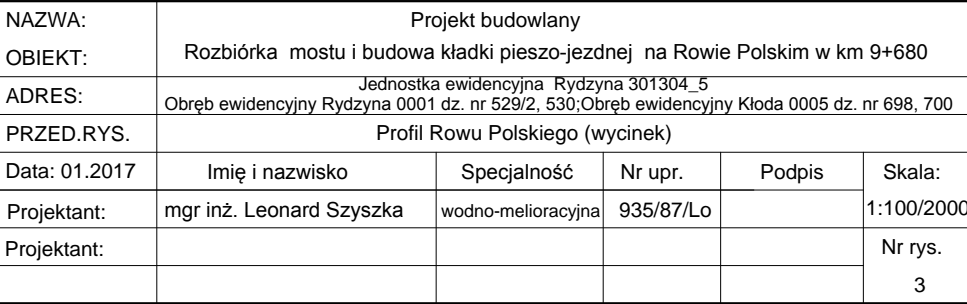 NAZWA: Projekt budowlany
OBIEKT: Rozbiórka mostu i budowa kładki pieszo-jezdnej na Rowie Polskim w km 9+680
ADRES: Jednostka ewidencyjna Rydzyna 301304_5
Obręb ewidencyjny Rydzyna 0001 dz. nr 529/2, 530;Obręb ewidencyjny Kłoda 0005 dz. nr 698, 700
PRZED.RYS. Profil Rowu Polskiego (wycinek)
Data: 01.2017 Imię i nazwisko Specjalność Nr upr. Podpis Skala:
Projektant: mgr inż. Leonard Szyszka wodno-melioracyjna 935/87/Lo 1:100/2000
Projektant: Nr rys.
3